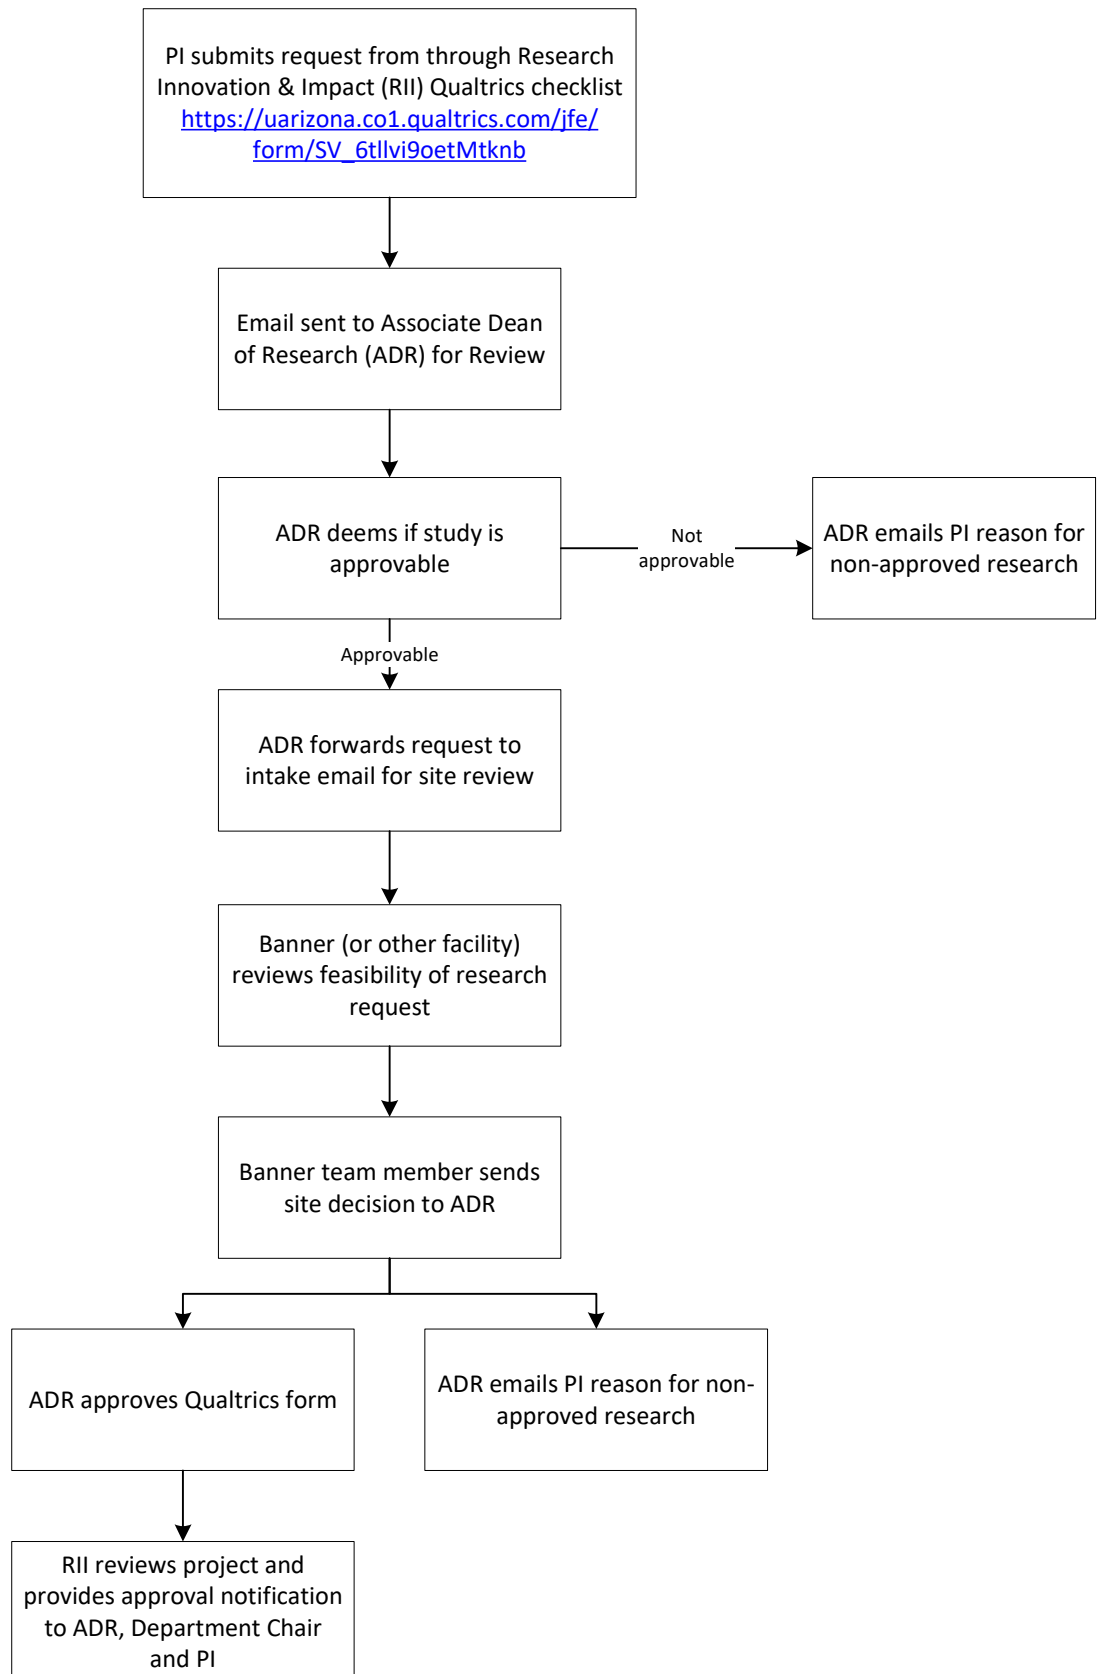 PI submits request from through Research
Innovation & Impact (RII) Qualtrics checklist
https://uarizona.co1.qualtrics.com/jfe/
form/SV_6tllvi9oetMtknb
Email sent to Associate Dean
of Research (ADR) for Review
ADR deems if study is
approvable
Not
approvable
ADR emails PI reason for
non-approved research
Approvable
ADR forwards request to
intake email for site review
Banner (or other facility)
reviews feasibility of research
request
Banner team member sends
site decision to ADR
ADR approves Qualtrics form
ADR emails PI reason for non-
approved research
RII reviews project and
provides approval notification
to ADR, Department Chair
and PI